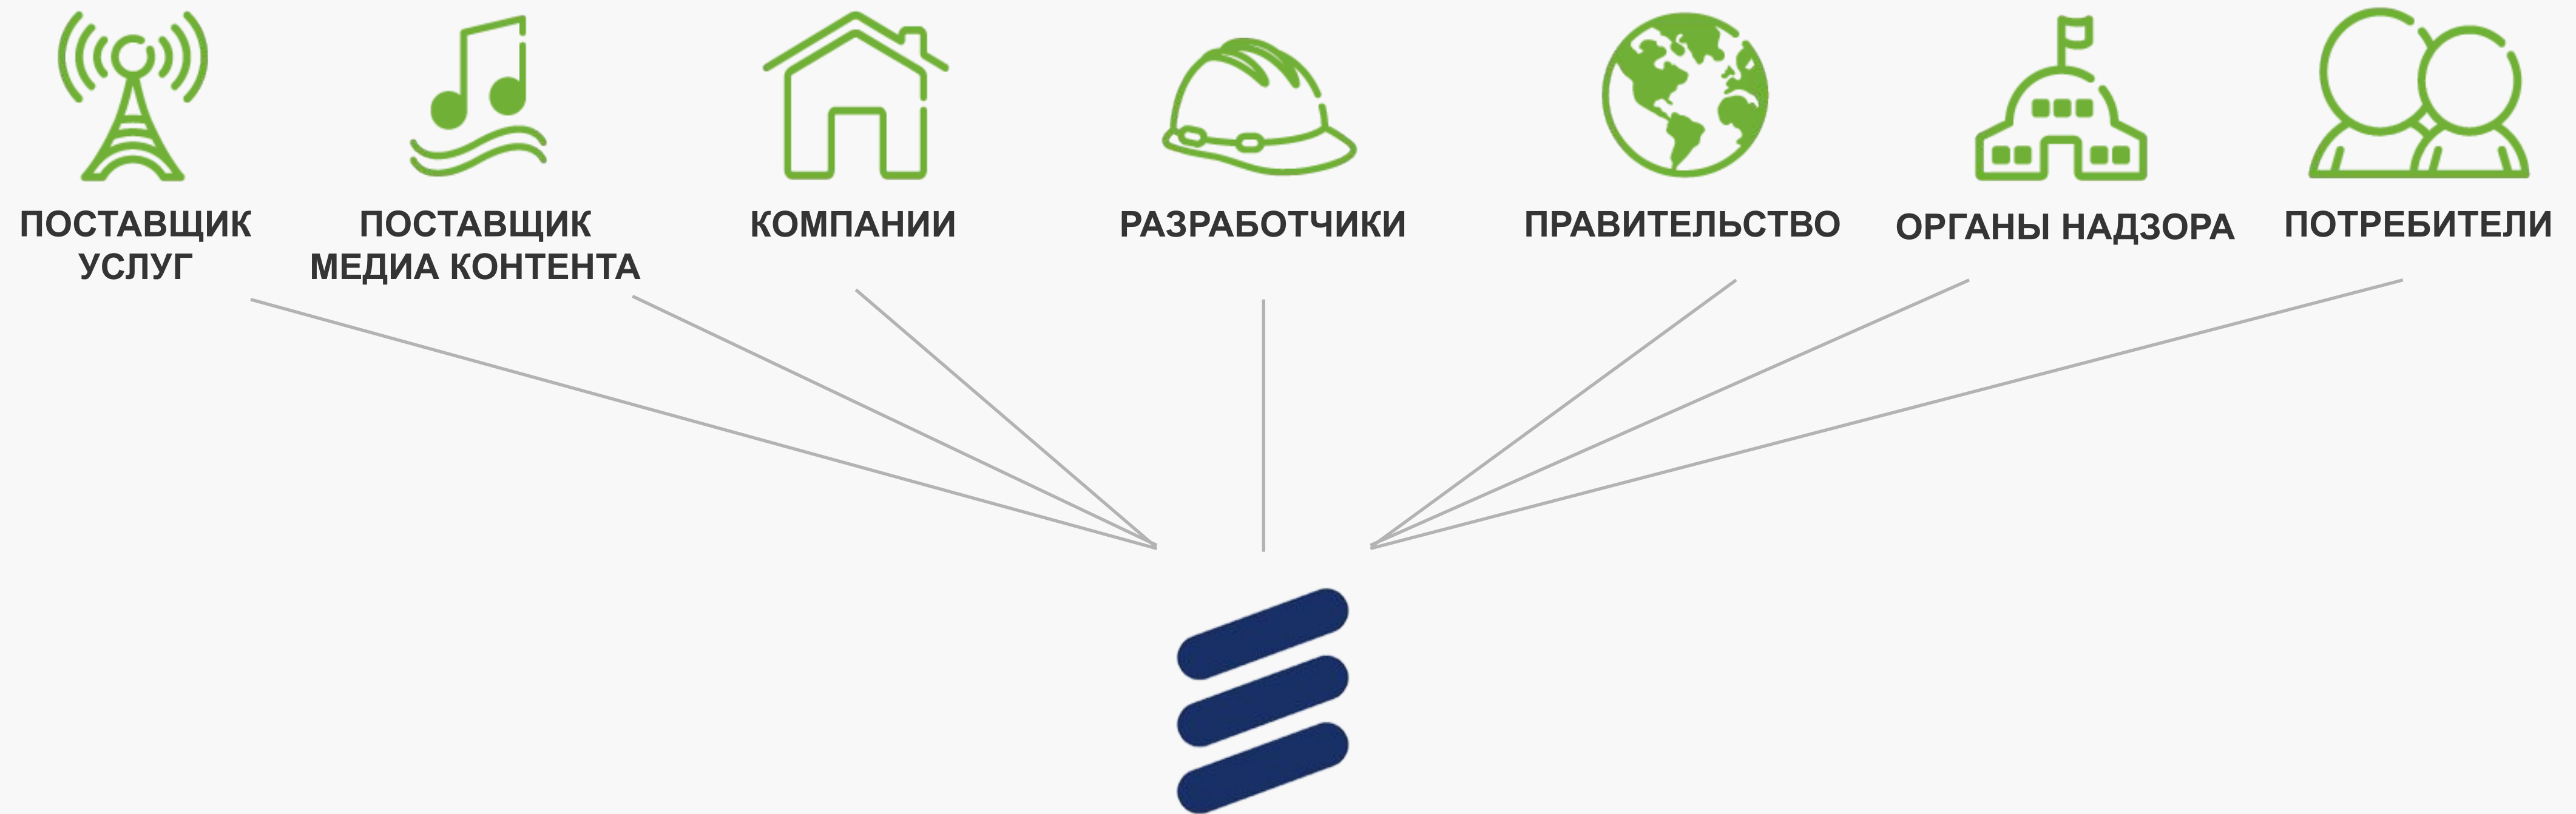 ПОСТАВЩИК
УСЛУГ
ПОСТАВЩИК
МЕДИА КОНТЕНТА
КОМПАНИИ
РАЗРАБОТЧИКИ
ПРАВИТЕЛЬСТВО
ОРГАНЫ НАДЗОРА
ПОТРЕБИТЕЛИ